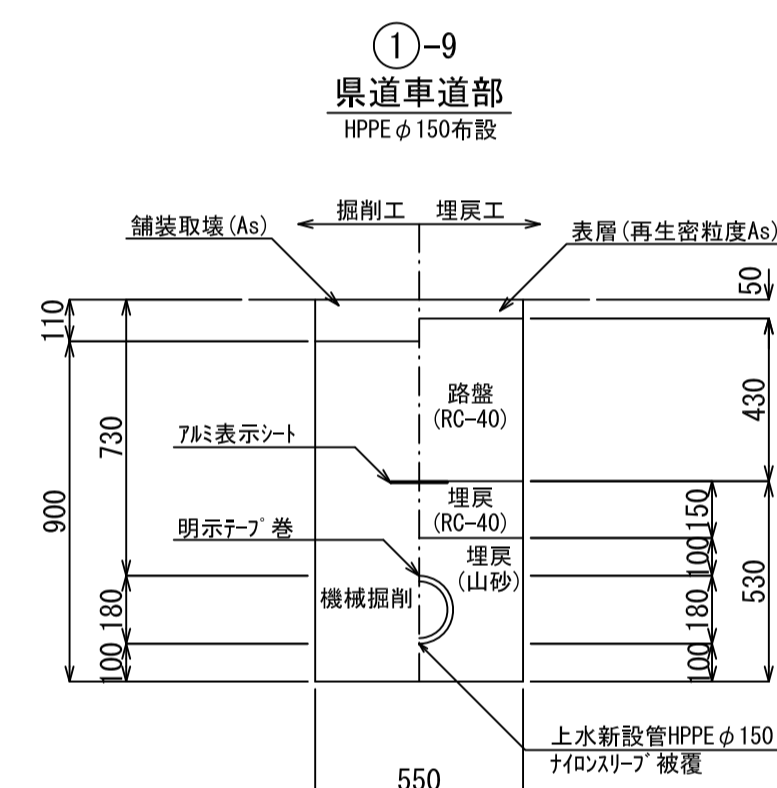 ①-9
県道車道部
HPPEφ150布設
掘削工 埋戻工
舗装取壊(As)
表層(再生密粒度As)
50
110
路盤
(RC-40)
430
730
アルミ表示シート
埋戻
(RC-40)
150
900
明示テープ巻
埋戻
(山砂)
100
530
機械掘削
180
180
100
100
上水新設管HPPEφ150
ナイロンスリーブ被覆
550